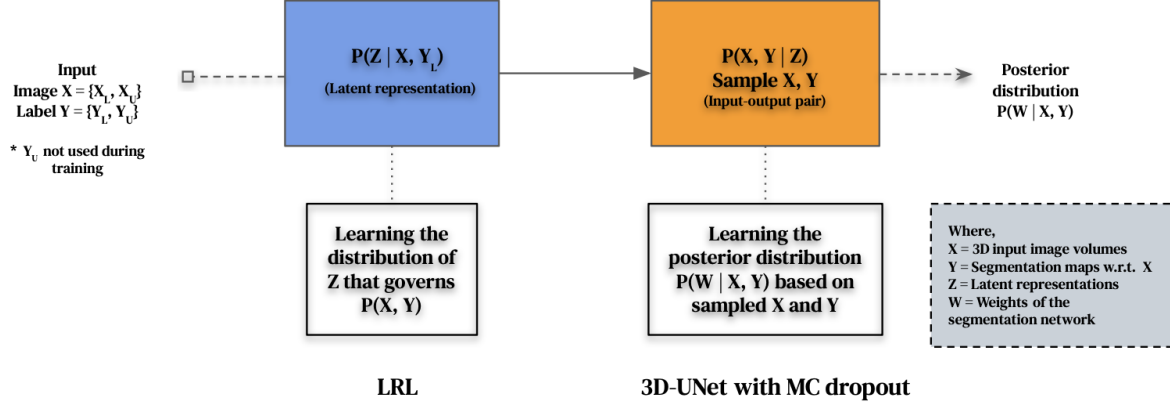 Input
Image X = {X_L, X_U}
Label Y = {Y_L, Y_U}
* Y_U not used during
training
P(Z | X, Y_L)
(Latent representation)
P(X, Y | Z)
Sample X, Y
(Input-output pair)
Posterior
distribution
P(W | X, Y)
Learning the
distribution of
Z that governs
P(X, Y)
Learning the
posterior distribution
P(W | X, Y) based on
sampled X and Y
Where,
X = 3D input image volumes
Y = Segmentation maps w.r.t. X
Z = Latent representations
W = Weights of the
segmentation network
LRL
3D-UNet with MC dropout